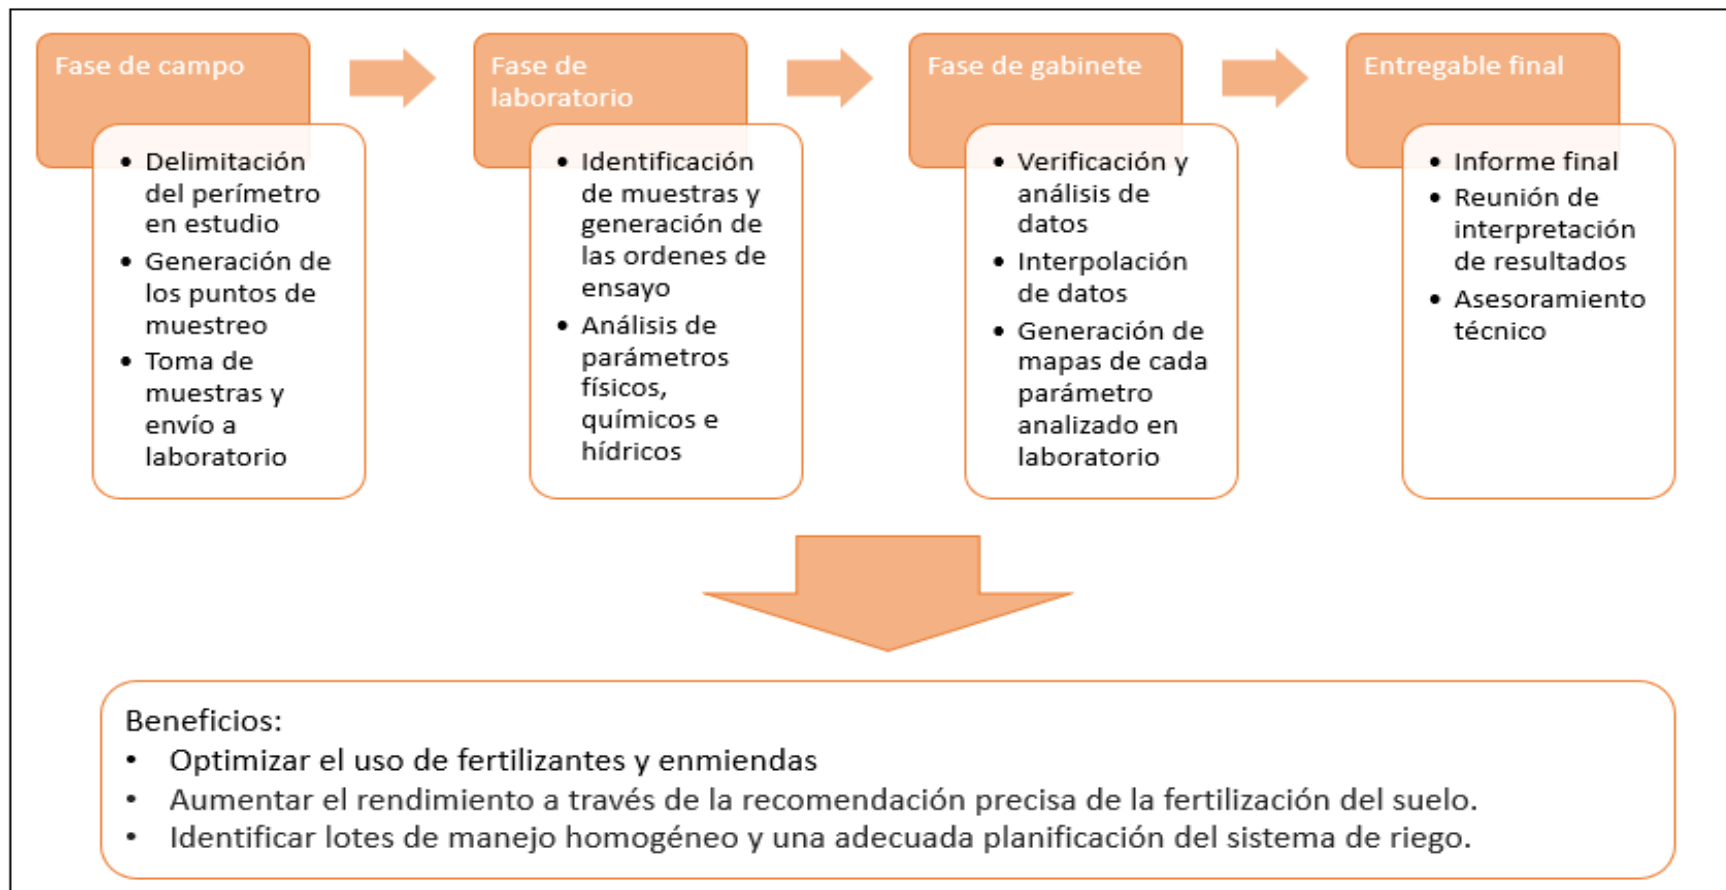 Fase de campo
• Delimitación
del perímetro
en estudio
• Generación de
los puntos de
muestreo
• Toma de
muestras y
envío a
laboratorio
Fase de
laboratorio
• Identificación
de muestras y
generación de
las ordenes de
ensayo
• Análisis de
parámetros
físicos,
químicos e
hídricos
Fase de gabinete
• Verificación y
análisis de
datos
• Interpolación
de datos
• Generación de
mapas de cada
parámetro
analizado en
laboratorio
Entregable final
• Informe final
• Reunión de
interpretación
de resultados
• Asesoramiento
técnico
Beneficios:
• Optimizar el uso de fertilizantes y enmiendas
• Aumentar el rendimiento a través de la recomendación precisa de la fertilización del suelo.
• Identificar lotes de manejo homogéneo y una adecuada planificación del sistema de riego.